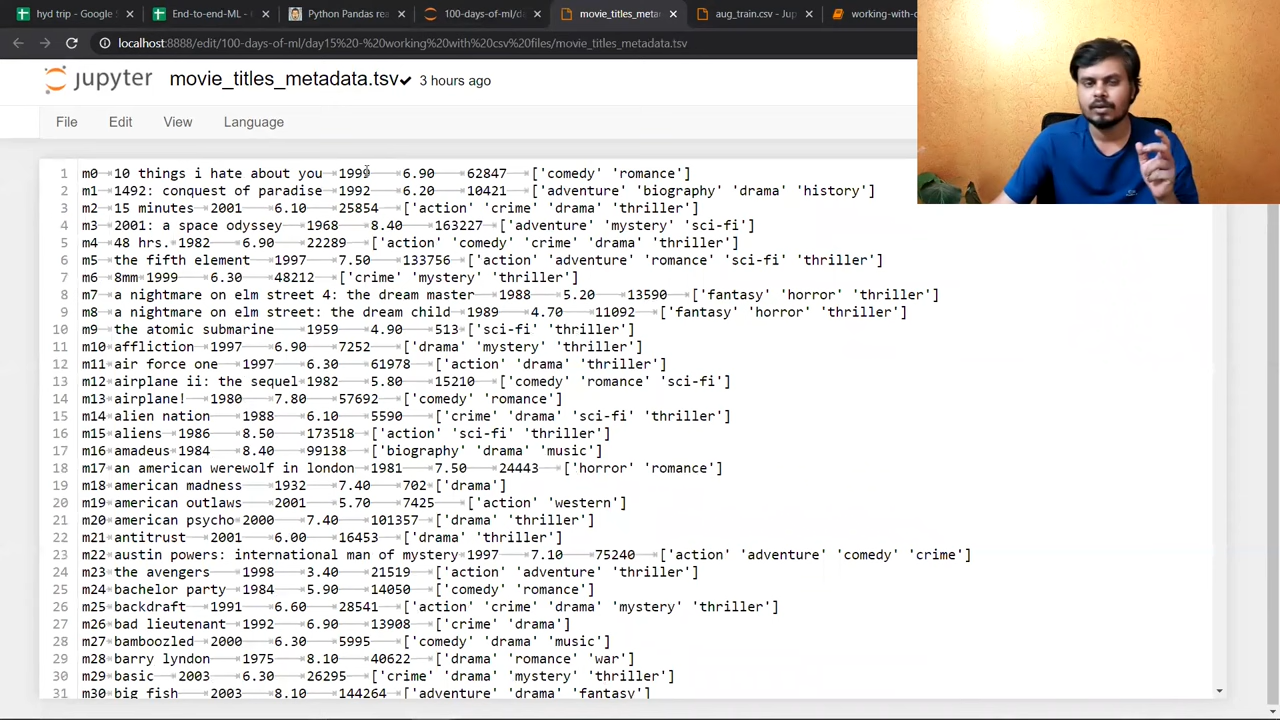 hyd trip - Google S
End-to-end-ML - G
Python Pandas rea
100-days-of-ml/d
movie_titles_meta
aug_train.csv - Jup
working-with-c
localhost:8888/edit/100-days-of-ml/day15%20-%20working%20with%20csv%20files/movie_titles_metadata.tsv
jupyter movie_titles_metadata.tsv 3 hours ago
File Edit View Language
1 m0 10 things i hate about you 1999 6.90 62847 ['comedy' 'romance']
2 m1 1492: conquest of paradise 1992 6.20 10421 ['adventure' 'biography' 'drama' 'history']
3 m2 15 minutes 2001 6.10 25854 ['action' 'crime' 'drama' 'thriller']
4 m3 2001: a space odyssey 1968 8.40 163227 ['adventure' 'mystery' 'sci-fi']
5 m4 48 hrs. 1982 6.90 22289 ['action' 'comedy' 'crime' 'drama' 'thriller']
6 m5 the fifth element 1997 7.50 133756 ['action' 'adventure' 'romance' 'sci-fi' 'thriller']
7 m6 8mm 1999 6.30 48212 ['crime' 'mystery' 'thriller']
8 m7 a nightmare on elm street 4: the dream master 1988 5.20 13590 ['fantasy' 'horror' 'thriller']
9 m8 a nightmare on elm street: the dream child 1989 4.70 11092 ['fantasy' 'horror' 'thriller']
10 m9 the atomic submarine 1959 4.90 513 ['sci-fi' 'thriller']
11 m10 affliction 1997 6.90 7252 ['drama' 'mystery' 'thriller']
12 m11 air force one 1997 6.30 61978 ['action' 'drama' 'thriller']
13 m12 airplane ii: the sequel 1982 5.80 15210 ['comedy' 'romance' 'sci-fi']
14 m13 airplane! 1980 7.80 57692 ['comedy' 'romance']
15 m14 alien nation 1988 6.10 5590 ['crime' 'drama' 'sci-fi' 'thriller']
16 m15 aliens 1986 8.50 173518 ['action' 'sci-fi' 'thriller']
17 m16 amadeus 1984 8.40 99138 ['biography' 'drama' 'music']
18 m17 an american werewolf in london 1981 7.50 24443 ['horror' 'romance']
19 m18 american madness 1932 7.40 702 ['drama']
20 m19 american outlaws 2001 5.70 7425 ['action' 'western']
21 m20 american psycho 2000 7.40 101357 ['drama' 'thriller']
22 m21 antitrust 2001 6.00 16453 ['drama' 'thriller']
23 m22 austin powers: international man of mystery 1997 7.10 75240 ['action' 'adventure' 'comedy' 'crime']
24 m23 the avengers 1998 3.40 21519 ['action' 'adventure' 'thriller']
25 m24 bachelor party 1984 5.90 14050 ['comedy' 'romance']
26 m25 backdraft 1991 6.60 28541 ['action' 'crime' 'drama' 'mystery' 'thriller']
27 m26 bad lieutenant 1992 6.90 13908 ['crime' 'drama']
28 m27 bamboozled 2000 6.30 5995 ['comedy' 'drama' 'music']
29 m28 barry lyndon 1975 8.10 40622 ['drama' 'romance' 'war']
30 m29 basic 2003 6.30 26295 ['crime' 'drama' 'mystery' 'thriller']
31 m30 big fish 2003 8.10 144264 ['adventure' 'drama' 'fantasy']